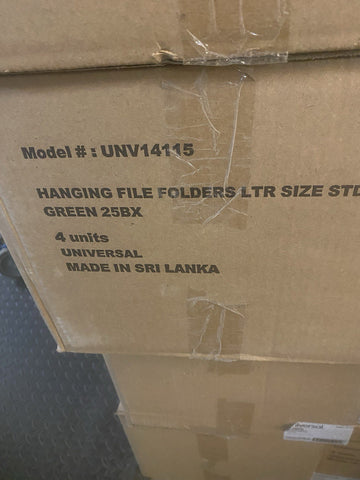 Model # : UNV14115
HANGING FILE FOLDERS LTR SIZE STD
GREEN 25BX
4 units
UNIVERSAL
MADE IN SRI LANKA